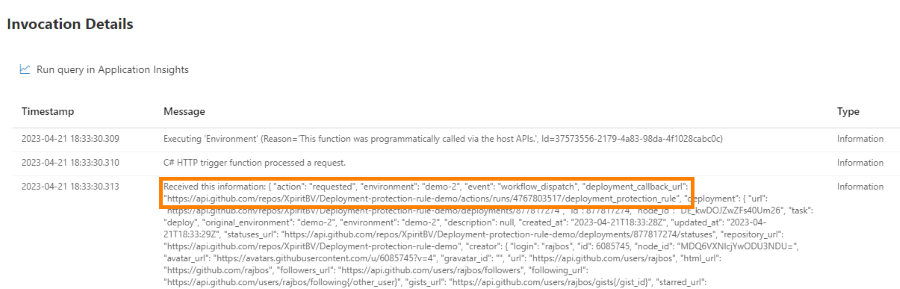 Invocation Details
Run query in Application Insights
Timestamp Message Type
2023-04-21 18:33:30.309 Executing 'Environment' (Reason='This function was programmatically called via the host APIs.', Id=37573556-2179-4a83-98da-4f1028cabc0c) Information
2023-04-21 18:33:30.310 C# HTTP trigger function processed a request. Information
2023-04-21 18:33:30.313 Received this information: { "action": "requested", "environment": "demo-2", "event": "workflow_dispatch", "deployment_callback_url": Information
"https://api.github.com/repos/XpiritBV/Deployment-protection-rule-demo/actions/runs/4767803517/deployment_protection_rule", "deployment": { "url":
"https://api.github.com/repos/XpiritBV/Deployment-protection-rule-demo/deployments/877817274", "id": 877817274, "node_id": "DE_kwDOJZwZFs40Um26", "task":
"deploy", "original_environment": "demo-2", "environment": "demo-2", "description": null, "created_at": "2023-04-21T18:33:28Z", "updated_at": "2023-04-
21T18:33:29Z", "statuses_url": "https://api.github.com/repos/XpiritBV/Deployment-protection-rule-demo/deployments/877817274/statuses", "repository_url":
"https://api.github.com/repos/XpiritBV/Deployment-protection-rule-demo", "creator": { "login": "rajbos", "id": 6085745, "node_id": "MDQ6VXNlcjYwODU3NDU=",
"avatar_url": "https://avatars.githubusercontent.com/u/6085745?v=4", "gravatar_id": "", "url": "https://api.github.com/users/rajbos", "html_url":
"https://github.com/rajbos", "followers_url": "https://api.github.com/users/rajbos/followers", "following_url":
"https://api.github.com/users/rajbos/following{/other_user}", "gists_url": "https://api.github.com/users/rajbos/gists{/gist_id}", "starred_url":